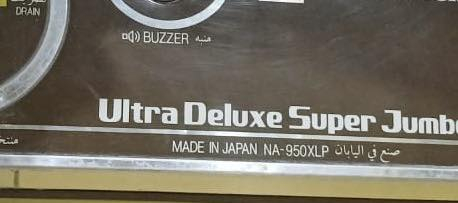 DRAIN
BUZZER منبه
Ultra Deluxe Super Jumb
MADE IN JAPAN NA-950XLP صنع في اليابان